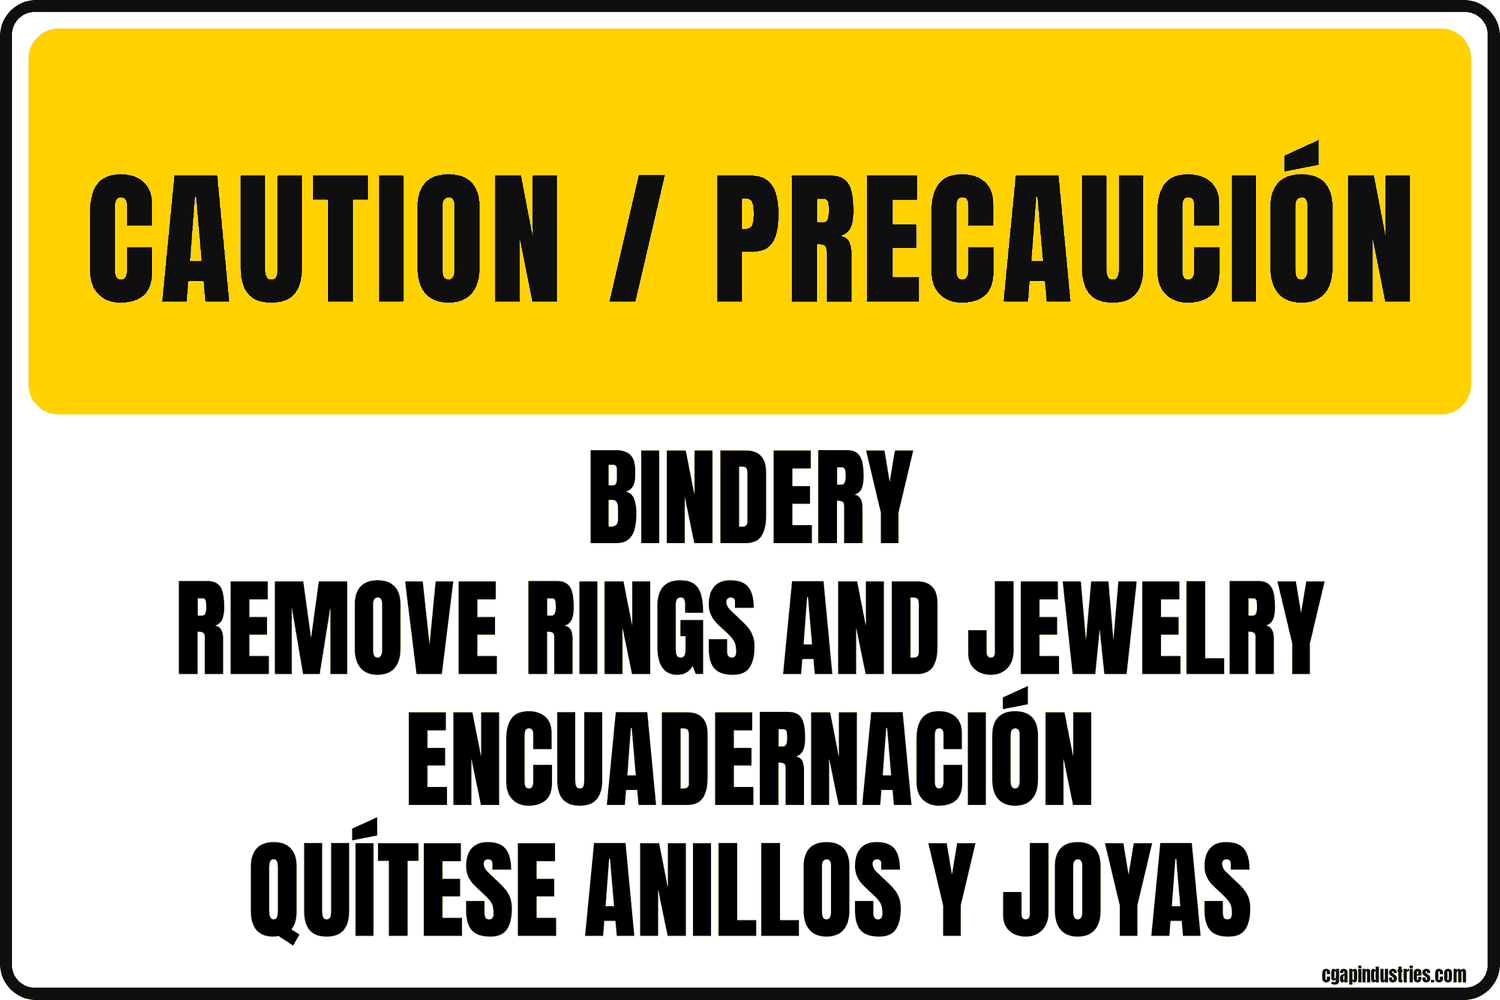 CAUTION / PRECAUCIÓN
BINDERY
REMOVE RINGS AND JEWELRY
ENCUADERNACIÓN
QUÍTESE ANILLOS Y JOYAS
cgapindustries.com